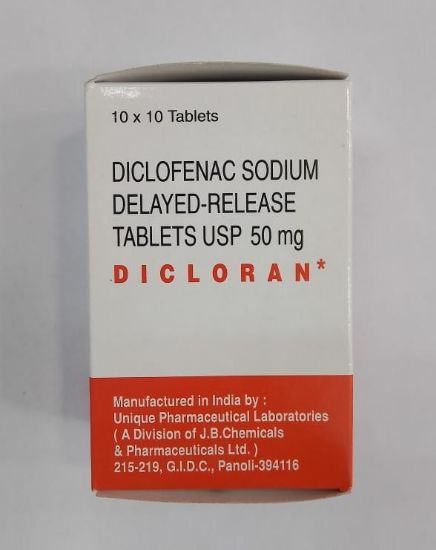 10 x 10 Tablets
DICLOFENAC SODIUM
DELAYED-RELEASE
TABLETS USP 50 mg
DICLORAN*
Manufactured in India by :
Unique Pharmaceutical Laboratories
( A Division of J.B.Chemicals
& Pharmaceuticals Ltd. )
215-219, G.I.D.C., Panoli-394116